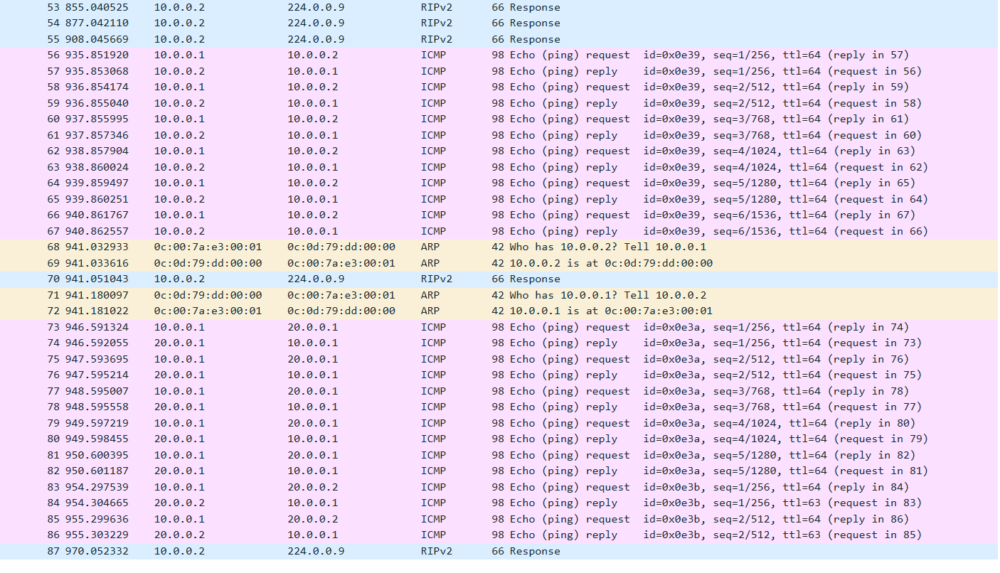 53 855.040525 10.0.0.2 224.0.0.9 RIPv2 66 Response
54 877.042110 10.0.0.2 224.0.0.9 RIPv2 66 Response
55 908.045669 10.0.0.2 224.0.0.9 RIPv2 66 Response
56 935.851920 10.0.0.1 10.0.0.2 ICMP 98 Echo (ping) request id=0x0e39, seq=1/256, ttl=64 (reply in 57)
57 935.853068 10.0.0.2 10.0.0.1 ICMP 98 Echo (ping) reply id=0x0e39, seq=1/256, ttl=64 (request in 56)
58 936.854174 10.0.0.1 10.0.0.2 ICMP 98 Echo (ping) request id=0x0e39, seq=2/512, ttl=64 (reply in 59)
59 936.855040 10.0.0.2 10.0.0.1 ICMP 98 Echo (ping) reply id=0x0e39, seq=2/512, ttl=64 (request in 58)
60 937.855995 10.0.0.1 10.0.0.2 ICMP 98 Echo (ping) request id=0x0e39, seq=3/768, ttl=64 (reply in 61)
61 937.857346 10.0.0.2 10.0.0.1 ICMP 98 Echo (ping) reply id=0x0e39, seq=3/768, ttl=64 (request in 60)
62 938.857904 10.0.0.1 10.0.0.2 ICMP 98 Echo (ping) request id=0x0e39, seq=4/1024, ttl=64 (reply in 63)
63 938.860024 10.0.0.2 10.0.0.1 ICMP 98 Echo (ping) reply id=0x0e39, seq=4/1024, ttl=64 (request in 62)
64 939.859497 10.0.0.1 10.0.0.2 ICMP 98 Echo (ping) request id=0x0e39, seq=5/1280, ttl=64 (reply in 65)
65 939.860251 10.0.0.2 10.0.0.1 ICMP 98 Echo (ping) reply id=0x0e39, seq=5/1280, ttl=64 (request in 64)
66 940.861767 10.0.0.1 10.0.0.2 ICMP 98 Echo (ping) request id=0x0e39, seq=6/1536, ttl=64 (reply in 67)
67 940.862557 10.0.0.2 10.0.0.1 ICMP 98 Echo (ping) reply id=0x0e39, seq=6/1536, ttl=64 (request in 66)
68 941.032933 0c:00:7a:e3:00:01 0c:0d:79:dd:00:00 ARP 42 Who has 10.0.0.2? Tell 10.0.0.1
69 941.033616 0c:0d:79:dd:00:00 0c:00:7a:e3:00:01 ARP 42 10.0.0.2 is at 0c:0d:79:dd:00:00
70 941.051043 10.0.0.2 224.0.0.9 RIPv2 66 Response
71 941.180097 0c:0d:79:dd:00:00 0c:00:7a:e3:00:01 ARP 42 Who has 10.0.0.1? Tell 10.0.0.2
72 941.181022 0c:00:7a:e3:00:01 0c:0d:79:dd:00:00 ARP 42 10.0.0.1 is at 0c:00:7a:e3:00:01
73 946.591324 10.0.0.1 20.0.0.1 ICMP 98 Echo (ping) request id=0x0e3a, seq=1/256, ttl=64 (reply in 74)
74 946.592055 20.0.0.1 10.0.0.1 ICMP 98 Echo (ping) reply id=0x0e3a, seq=1/256, ttl=64 (request in 73)
75 947.593695 10.0.0.1 20.0.0.1 ICMP 98 Echo (ping) request id=0x0e3a, seq=2/512, ttl=64 (reply in 76)
76 947.595214 20.0.0.1 10.0.0.1 ICMP 98 Echo (ping) reply id=0x0e3a, seq=2/512, ttl=64 (request in 75)
77 948.595007 10.0.0.1 20.0.0.1 ICMP 98 Echo (ping) request id=0x0e3a, seq=3/768, ttl=64 (reply in 78)
78 948.595558 20.0.0.1 10.0.0.1 ICMP 98 Echo (ping) reply id=0x0e3a, seq=3/768, ttl=64 (request in 77)
79 949.597219 10.0.0.1 20.0.0.1 ICMP 98 Echo (ping) request id=0x0e3a, seq=4/1024, ttl=64 (reply in 80)
80 949.598455 20.0.0.1 10.0.0.1 ICMP 98 Echo (ping) reply id=0x0e3a, seq=4/1024, ttl=64 (request in 79)
81 950.600395 10.0.0.1 20.0.0.1 ICMP 98 Echo (ping) request id=0x0e3a, seq=5/1280, ttl=64 (reply in 82)
82 950.601187 20.0.0.1 10.0.0.1 ICMP 98 Echo (ping) reply id=0x0e3a, seq=5/1280, ttl=64 (request in 81)
83 954.297539 10.0.0.1 20.0.0.2 ICMP 98 Echo (ping) request id=0x0e3b, seq=1/256, ttl=64 (reply in 84)
84 954.304665 20.0.0.2 10.0.0.1 ICMP 98 Echo (ping) reply id=0x0e3b, seq=1/256, ttl=63 (request in 83)
85 955.299636 10.0.0.1 20.0.0.2 ICMP 98 Echo (ping) request id=0x0e3b, seq=2/512, ttl=64 (reply in 86)
86 955.303229 20.0.0.2 10.0.0.1 ICMP 98 Echo (ping) reply id=0x0e3b, seq=2/512, ttl=63 (request in 85)
87 970.052332 10.0.0.2 224.0.0.9 RIPv2 66 Response